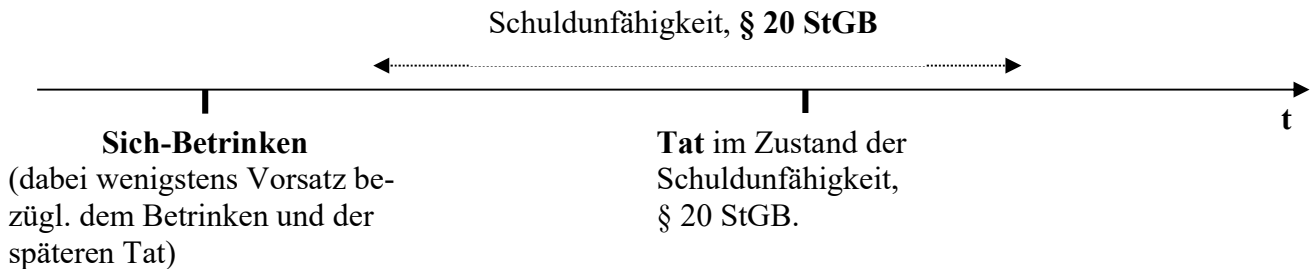 Schuldunfähigkeit, § 20 StGB
t
Sich-Betrinken
(dabei wenigstens Vorsatz be-
zügl. dem Betrinken und der
späteren Tat)
Tat im Zustand der
Schuldunfähigkeit,
§ 20 StGB.